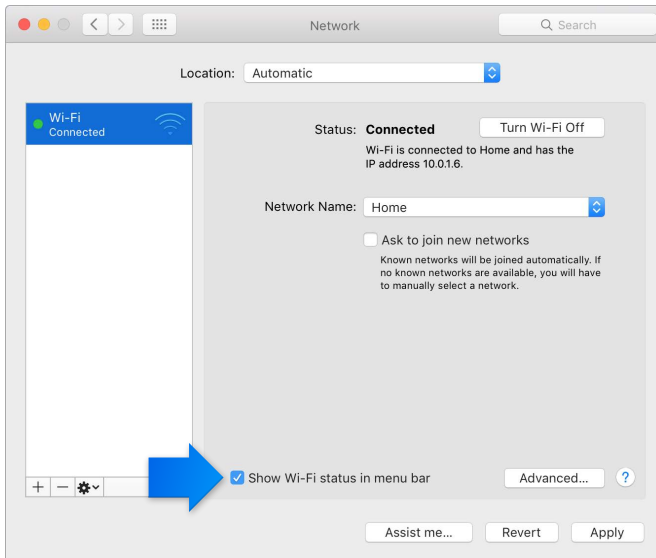 Network
Search
Location: Automatic
Wi-Fi
Connected
Status: Connected
Turn Wi-Fi Off
Wi-Fi is connected to Home and has the
IP address 10.0.1.6.
Network Name: Home
Ask to join new networks
Known networks will be joined automatically. If
no known networks are available, you will have
to manually select a network.
Show Wi-Fi status in menu bar
Advanced...
?
Assist me...
Revert
Apply